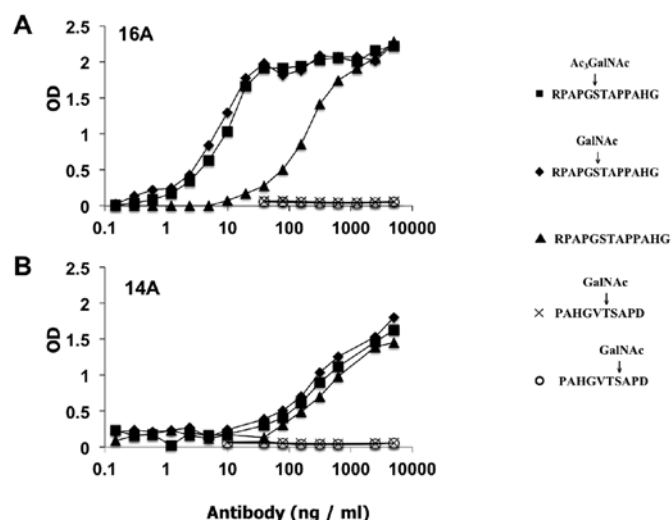 A
16A
OD
2.5
2
1.5
1
0.5
0
0.1 1 10 100 1000 10000
B
14A
OD
2.5
2
1.5
1
0.5
0
0.1 1 10 100 1000 10000
Antibody (ng / ml)
Ac₃GalNAc
RPAPGSTAPPAHG
GalNAc
RPAPGSTAPPAHG
RPAPGSTAPPAHG
GalNAc
PAHGVTSAPD
GalNAc
PAHGVTSAPD